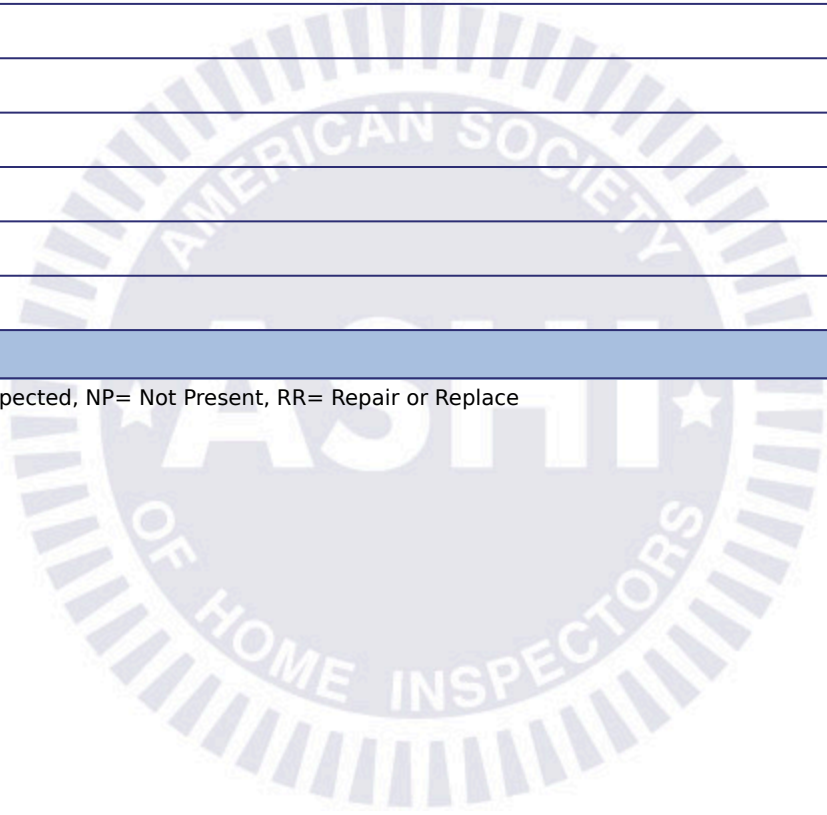 AMERICAN SOCIETY
ASHI
pected, NP= Not Present, RR= Repair or Replace
OF HOME INSPECTORS